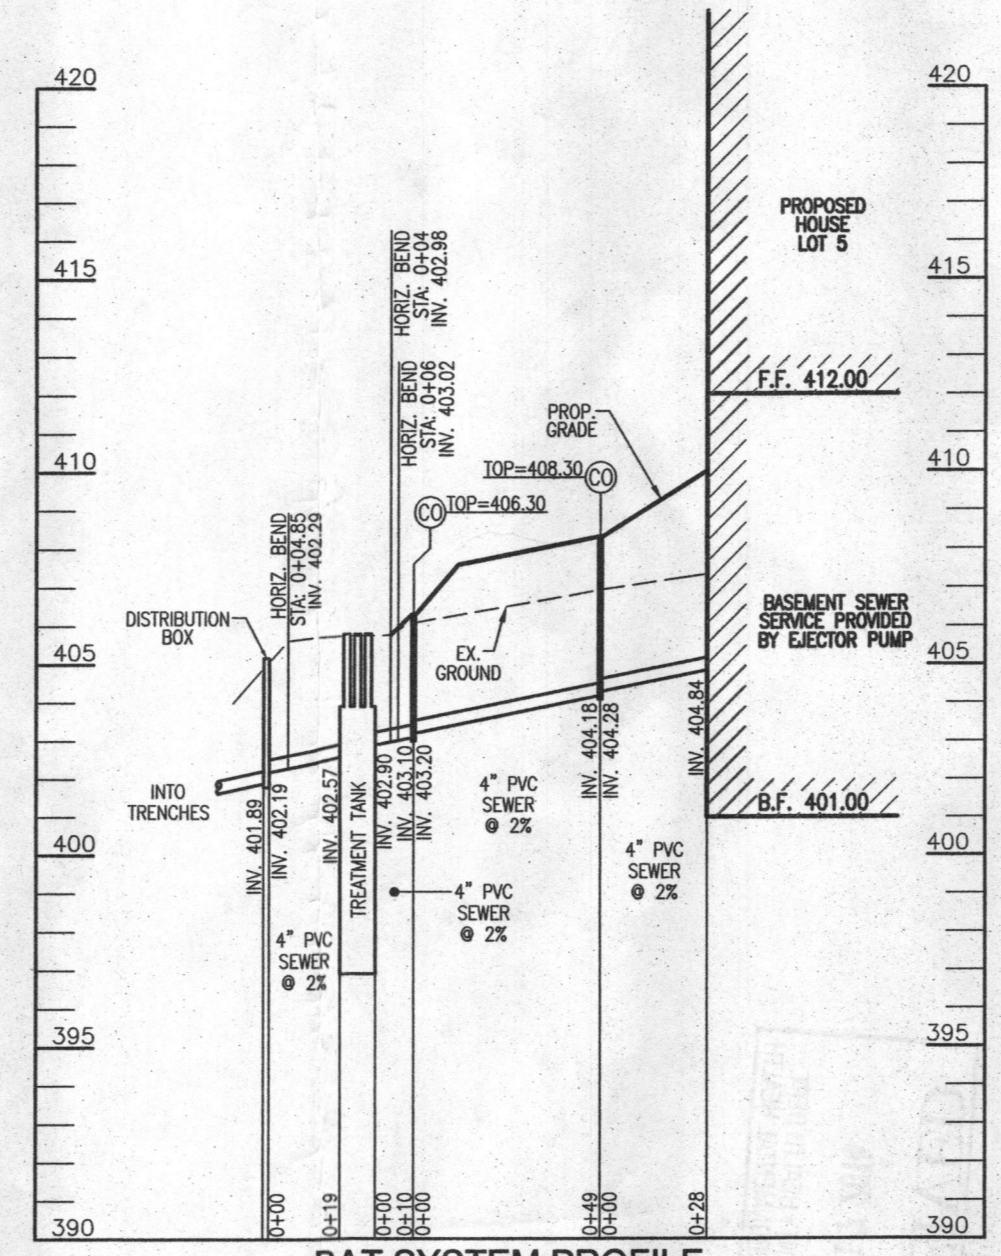 420
415
410
405
400
395
390
420
415
410
405
400
395
390
PROPOSED
HOUSE
LOT 5
F.F. 412.00
BASEMENT SEWER
SERVICE PROVIDED
BY EJECTOR PUMP
B.F. 401.00
HORIZ. BEND
STA: 0+04
INV. 402.98
HORIZ. BEND
STA: 0+06
INV. 403.02
PROP.
GRADE
TOP=408.30
CO
CO
TOP=406.30
HORIZ. BEND
STA: 0+04.85
INV. 402.29
DISTRIBUTION
BOX
EX.
GROUND
INTO
TRENCHES
INV. 401.89
INV. 402.19
INV. 402.57
TREATMENT TANK
INV. 402.90
INV. 403.10
INV. 403.20
INV. 404.18
INV. 404.28
INV. 404.84
4" PVC
SEWER
@ 2%
4" PVC
SEWER
@ 2%
4" PVC
SEWER
@ 2%
4" PVC
SEWER
@ 2%
0+00
0+19
0+00
0+10
0+00
0+49
0+00
0+28
BAT SYSTEM PROFILE